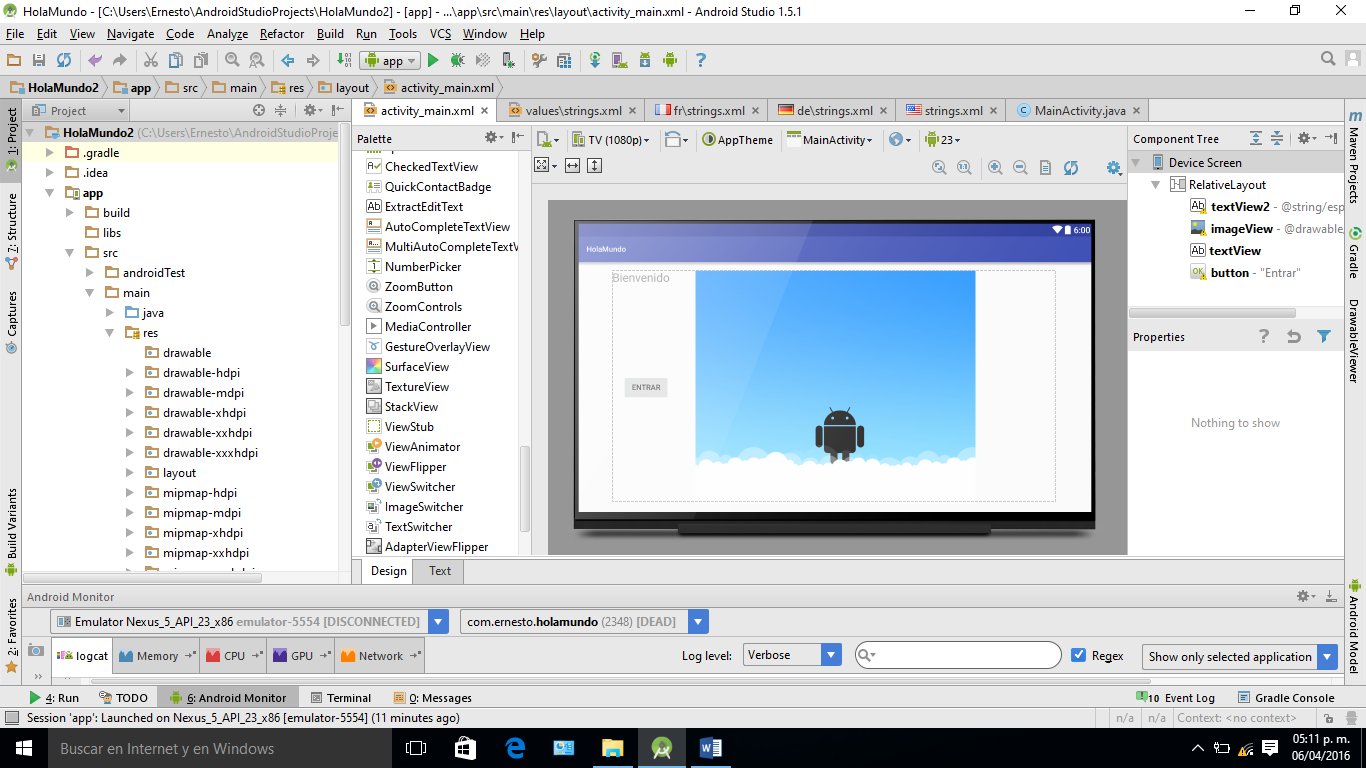 HolaMundo - [C:\Users\Ernesto\AndroidStudioProjects\HolaMundo2] - [app] - ...\app\src\main\res\layout\activity_main.xml - Android Studio 1.5.1
File Edit View Navigate Code Analyze Refactor Build Run Tools VCS Window Help
app
HolaMundo2 app src main res layout activity_main.xml
Project
activity_main.xml values\strings.xml fr\strings.xml de\strings.xml strings.xml MainActivity.java
1: Project
7: Structure
Captures
Build Variants
2: Favorites
HolaMundo2 (C:\Users\Ernesto\AndroidStudioProje
.gradle
.idea
app
build
libs
src
androidTest
main
java
res
drawable
drawable-hdpi
drawable-mdpi
drawable-xhdpi
drawable-xxhdpi
drawable-xxxhdpi
layout
mipmap-hdpi
mipmap-mdpi
mipmap-xhdpi
mipmap-xxhdpi
Palette
CheckedTextView
QuickContactBadge
ExtractEditText
AutoCompleteTextView
MultiAutoCompleteTextV
NumberPicker
ZoomButton
ZoomControls
MediaController
GestureOverlayView
SurfaceView
TextureView
StackView
ViewStub
ViewAnimator
ViewFlipper
ViewSwitcher
ImageSwitcher
TextSwitcher
AdapterViewFlipper
TV (1080p) AppTheme MainActivity 23
6:00
HolaMundo
Bienvenido
ENTRAR
Design Text
Component Tree
Device Screen
RelativeLayout
textView2 - @string/esp
imageView - @drawable,
textView
button - "Entrar"
Properties
Nothing to show
Maven Projects
Gradle
DrawableViewer
Android Model
Android Monitor
Emulator Nexus_5_API_23_x86 emulator-5554 [DISCONNECTED] com.ernesto.holamundo (2348) [DEAD]
logcat Memory CPU GPU Network Log level: Verbose Regex Show only selected application
4: Run TODO 6: Android Monitor Terminal 0: Messages 10 Event Log Gradle Console
Session 'app': Launched on Nexus_5_API_23_x86 [emulator-5554] (11 minutes ago) n/a n/a Context: <no context>
Buscar en Internet y en Windows
05:11 p. m.
06/04/2016